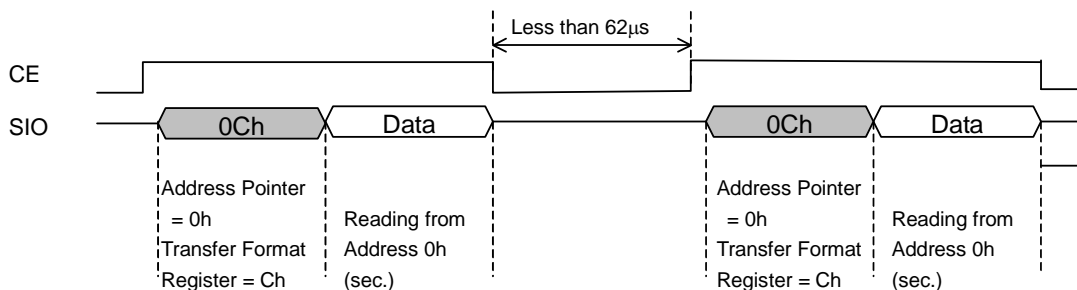 Less than 62μs
CE
SIO
0Ch Data 0Ch Data
Address Pointer
= 0h
Transfer Format
Register = Ch
Reading from
Address 0h
(sec.)
Address Pointer
= 0h
Transfer Format
Register = Ch
Reading from
Address 0h
(sec.)